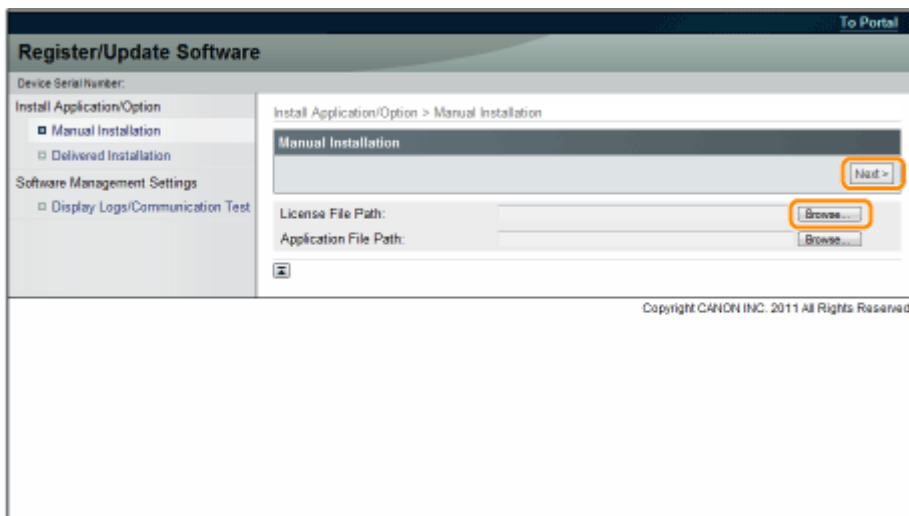 To Portal
Register/Update Software
Device Serial Number:
Install Application/Option
Manual Installation
Delivered Installation
Software Management Settings
Display Logs/Communication Test
Install Application/Option > Manual Installation
Manual Installation
Next >
License File Path: Browse...
Application File Path: Browse...
Copyright CANON INC. 2011 All Rights Reserved